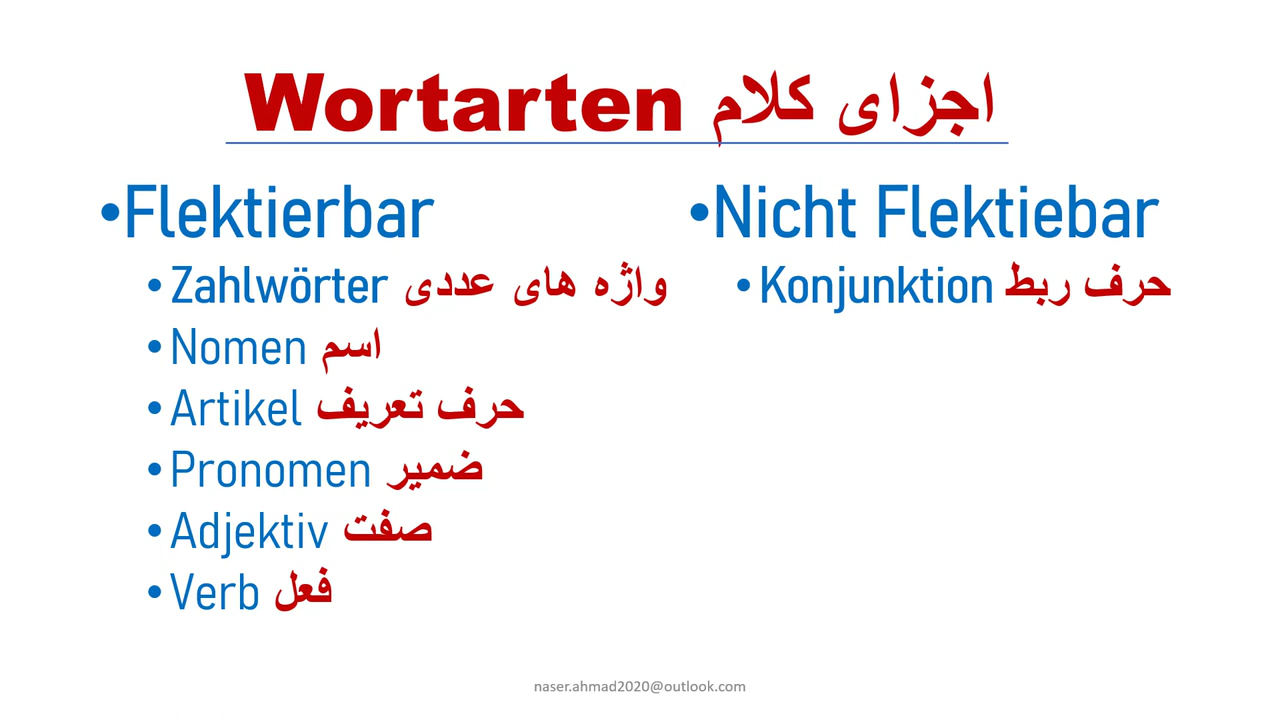 Wortarten اجزای کلام
•Flektierbar
•Zahlwörter واژه های عددی
•Nomen اسم
•Artikel حرف تعریف
•Pronomen ضمیر
•Adjektiv صفت
•Verb فعل
•Nicht Flektiebar
•Konjunktion حرف ربط
naser.ahmad2020@outlook.com